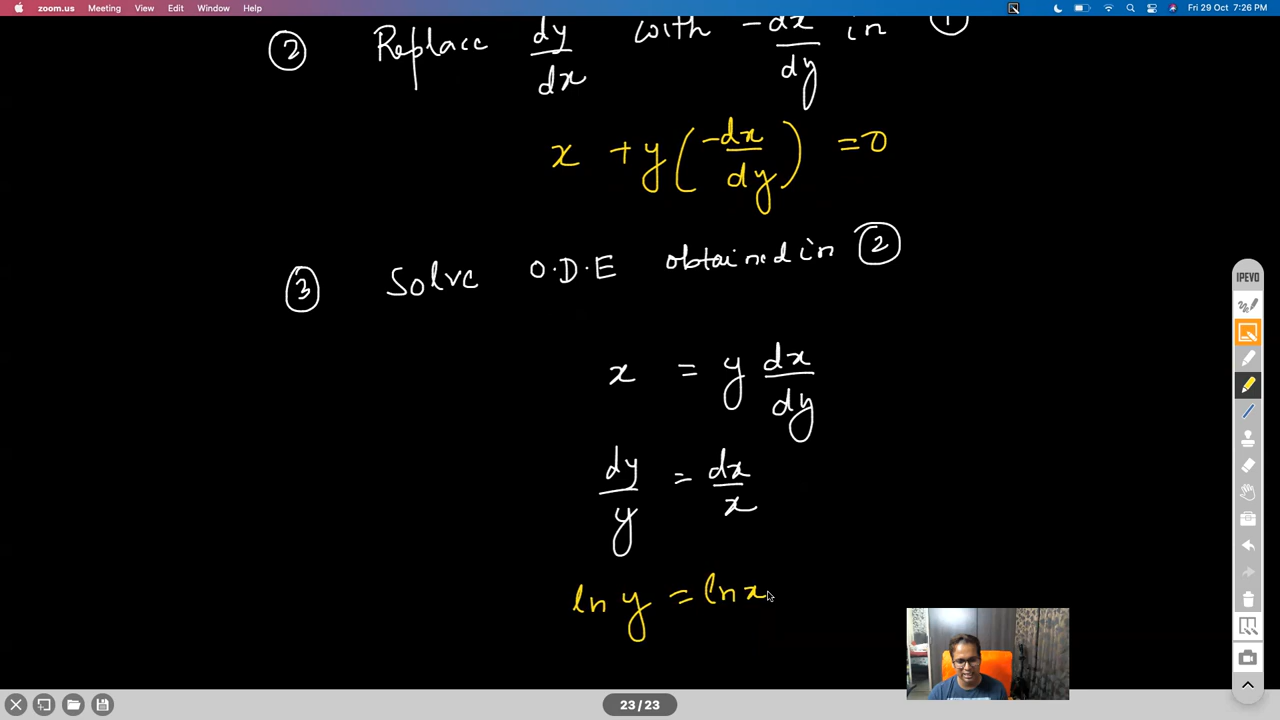 zoom.us Meeting View Edit Window Help Fri 29 Oct 7:26 PM
② Replace dy/dx with -dx/dy in ①
x + y(-dx/dy) = 0
③ Solve O.D.E obtained in ②
x = y dx/dy
dy/y = dx/x
ln y = ln x
IPEVO
23/23